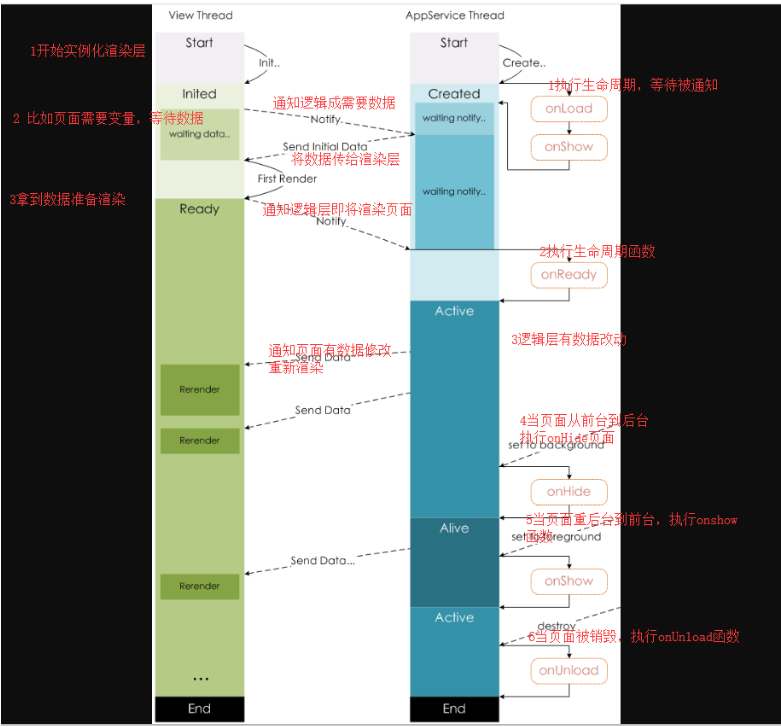 View Thread
AppService Thread
Start
Start
1开始实例化渲染层
Init..
Create..
1执行生命周期，等待被通知
Inited
Created
通知逻辑成需要数据
onLoad
2 比如页面需要变量，等待数据
Notify
waiting notify..
waiting data..
Send Initial Data
onShow
将数据传给渲染层
First Render
waiting notify..
3拿到数据准备渲染
Ready
通知逻辑层即将渲染页面
Notify
2执行生命周期函数
onReady
Active
3逻辑层有数据改动
通知页面有数据修改
Send Data
重新渲染
Rerender
Send Data
4当页面从前台到后台
执行onHide页面
Rerender
set to background
onHide
5当页面重后台到前台，执行onshow
函数
Alive
set to foreground
Send Data...
Rerender
onShow
Active
destroy
6当页面被销毁，执行onUnload函数
onUnload
...
End
End